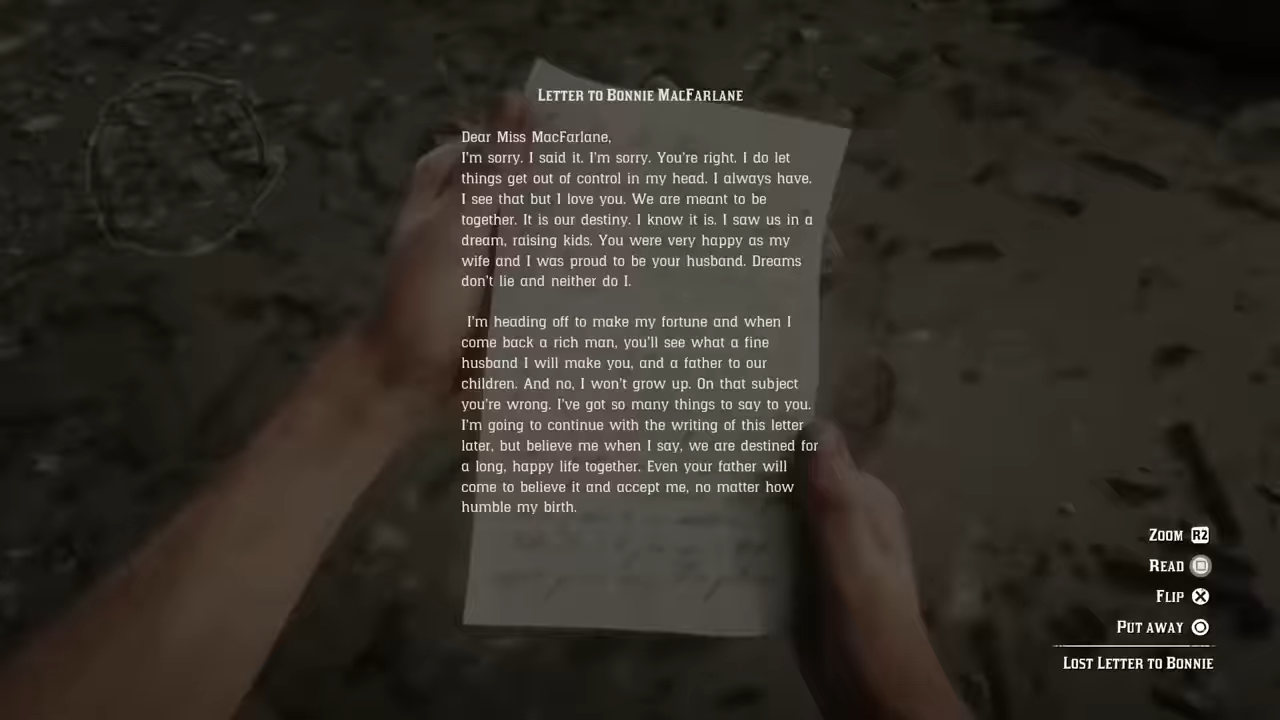 Letter to Bonnie MacFarlane
Dear Miss MacFarlane,
I'm sorry. I said it. I'm sorry. You're right. I do let
things get out of control in my head. I always have.
I see that but I love you. We are meant to be
together. It is our destiny. I know it is. I saw us in a
dream, raising kids. You were very happy as my
wife and I was proud to be your husband. Dreams
don't lie and neither do I.
I'm heading off to make my fortune and when I
come back a rich man, you'll see what a fine
husband I will make you, and a father to our
children. And no, I won't grow up. On that subject
you're wrong. I've got so many things to say to you.
I'm going to continue with the writing of this letter
later, but believe me when I say, we are destined for
a long, happy life together. Even your father will
come to believe it and accept me, no matter how
humble my birth.
Zoom R2
Read
Flip
Put away
Lost Letter to Bonnie